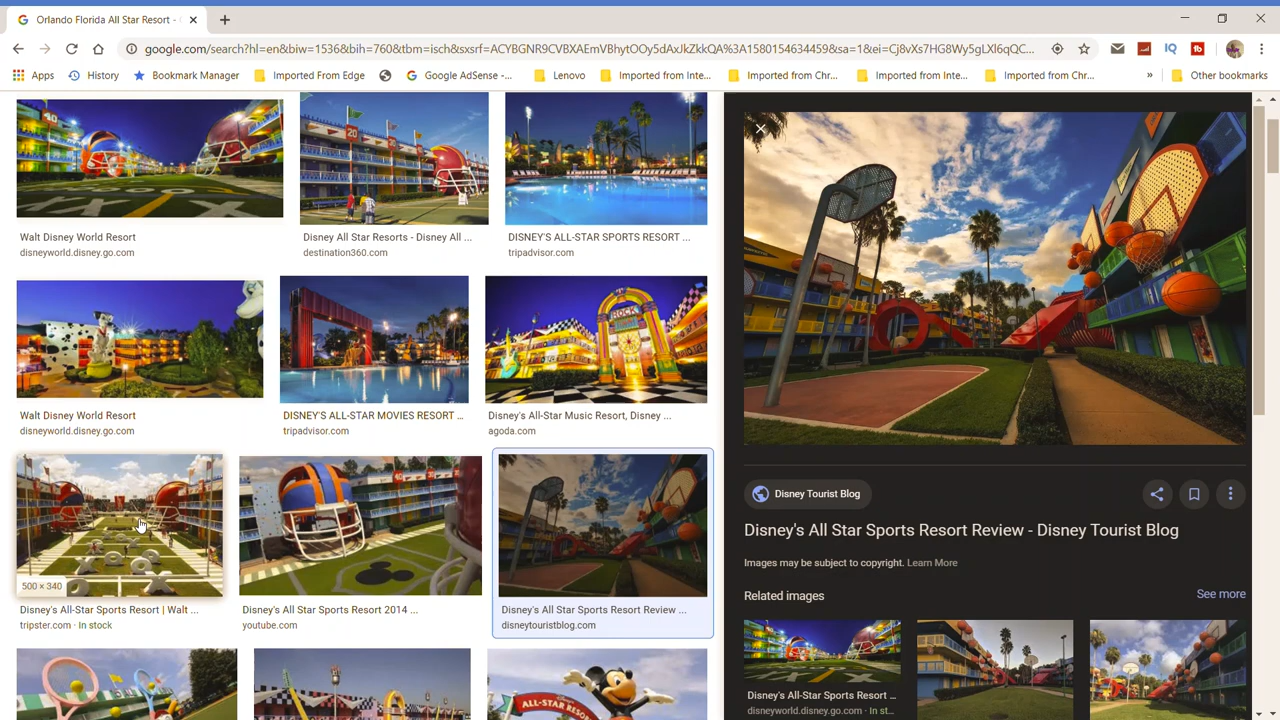 Orlando Florida All Star Resort -
google.com/search?hl=en&biw=1536&bih=760&tbm=isch&sxsrf=ACYBGNR9CVBXAEmVBhytOOy5dAxJkZkkQA%3A1580154634459&sa=1&ei=Cj8vXs7HG8Wy5gLXI6qQC...
Apps
History
Bookmark Manager
Imported From Edge
Google AdSense -...
Lenovo
Imported from Inte...
Imported from Chr...
Imported from Inte...
Imported from Chr...
»
Other bookmarks
Walt Disney World Resort
disneyworld.disney.go.com
Disney All Star Resorts - Disney All ...
destination360.com
DISNEY'S ALL-STAR SPORTS RESORT ...
tripadvisor.com
Walt Disney World Resort
disneyworld.disney.go.com
DISNEY'S ALL-STAR MOVIES RESORT ...
tripadvisor.com
ROCK
Disney's All-Star Music Resort, Disney ...
agoda.com
500 × 340
Disney's All-Star Sports Resort | Walt ...
tripster.com · In stock
Disney's All Star Sports Resort 2014 ...
youtube.com
Disney's All Star Sports Resort Review ...
disneytouristblog.com
ALL-STAR RESO
Disney Tourist Blog
Disney's All Star Sports Resort Review - Disney Tourist Blog
Images may be subject to copyright. Learn More
Related images
See more
Disney's All-Star Sports Resort ...
disneyworld.disney.go.com · In st...